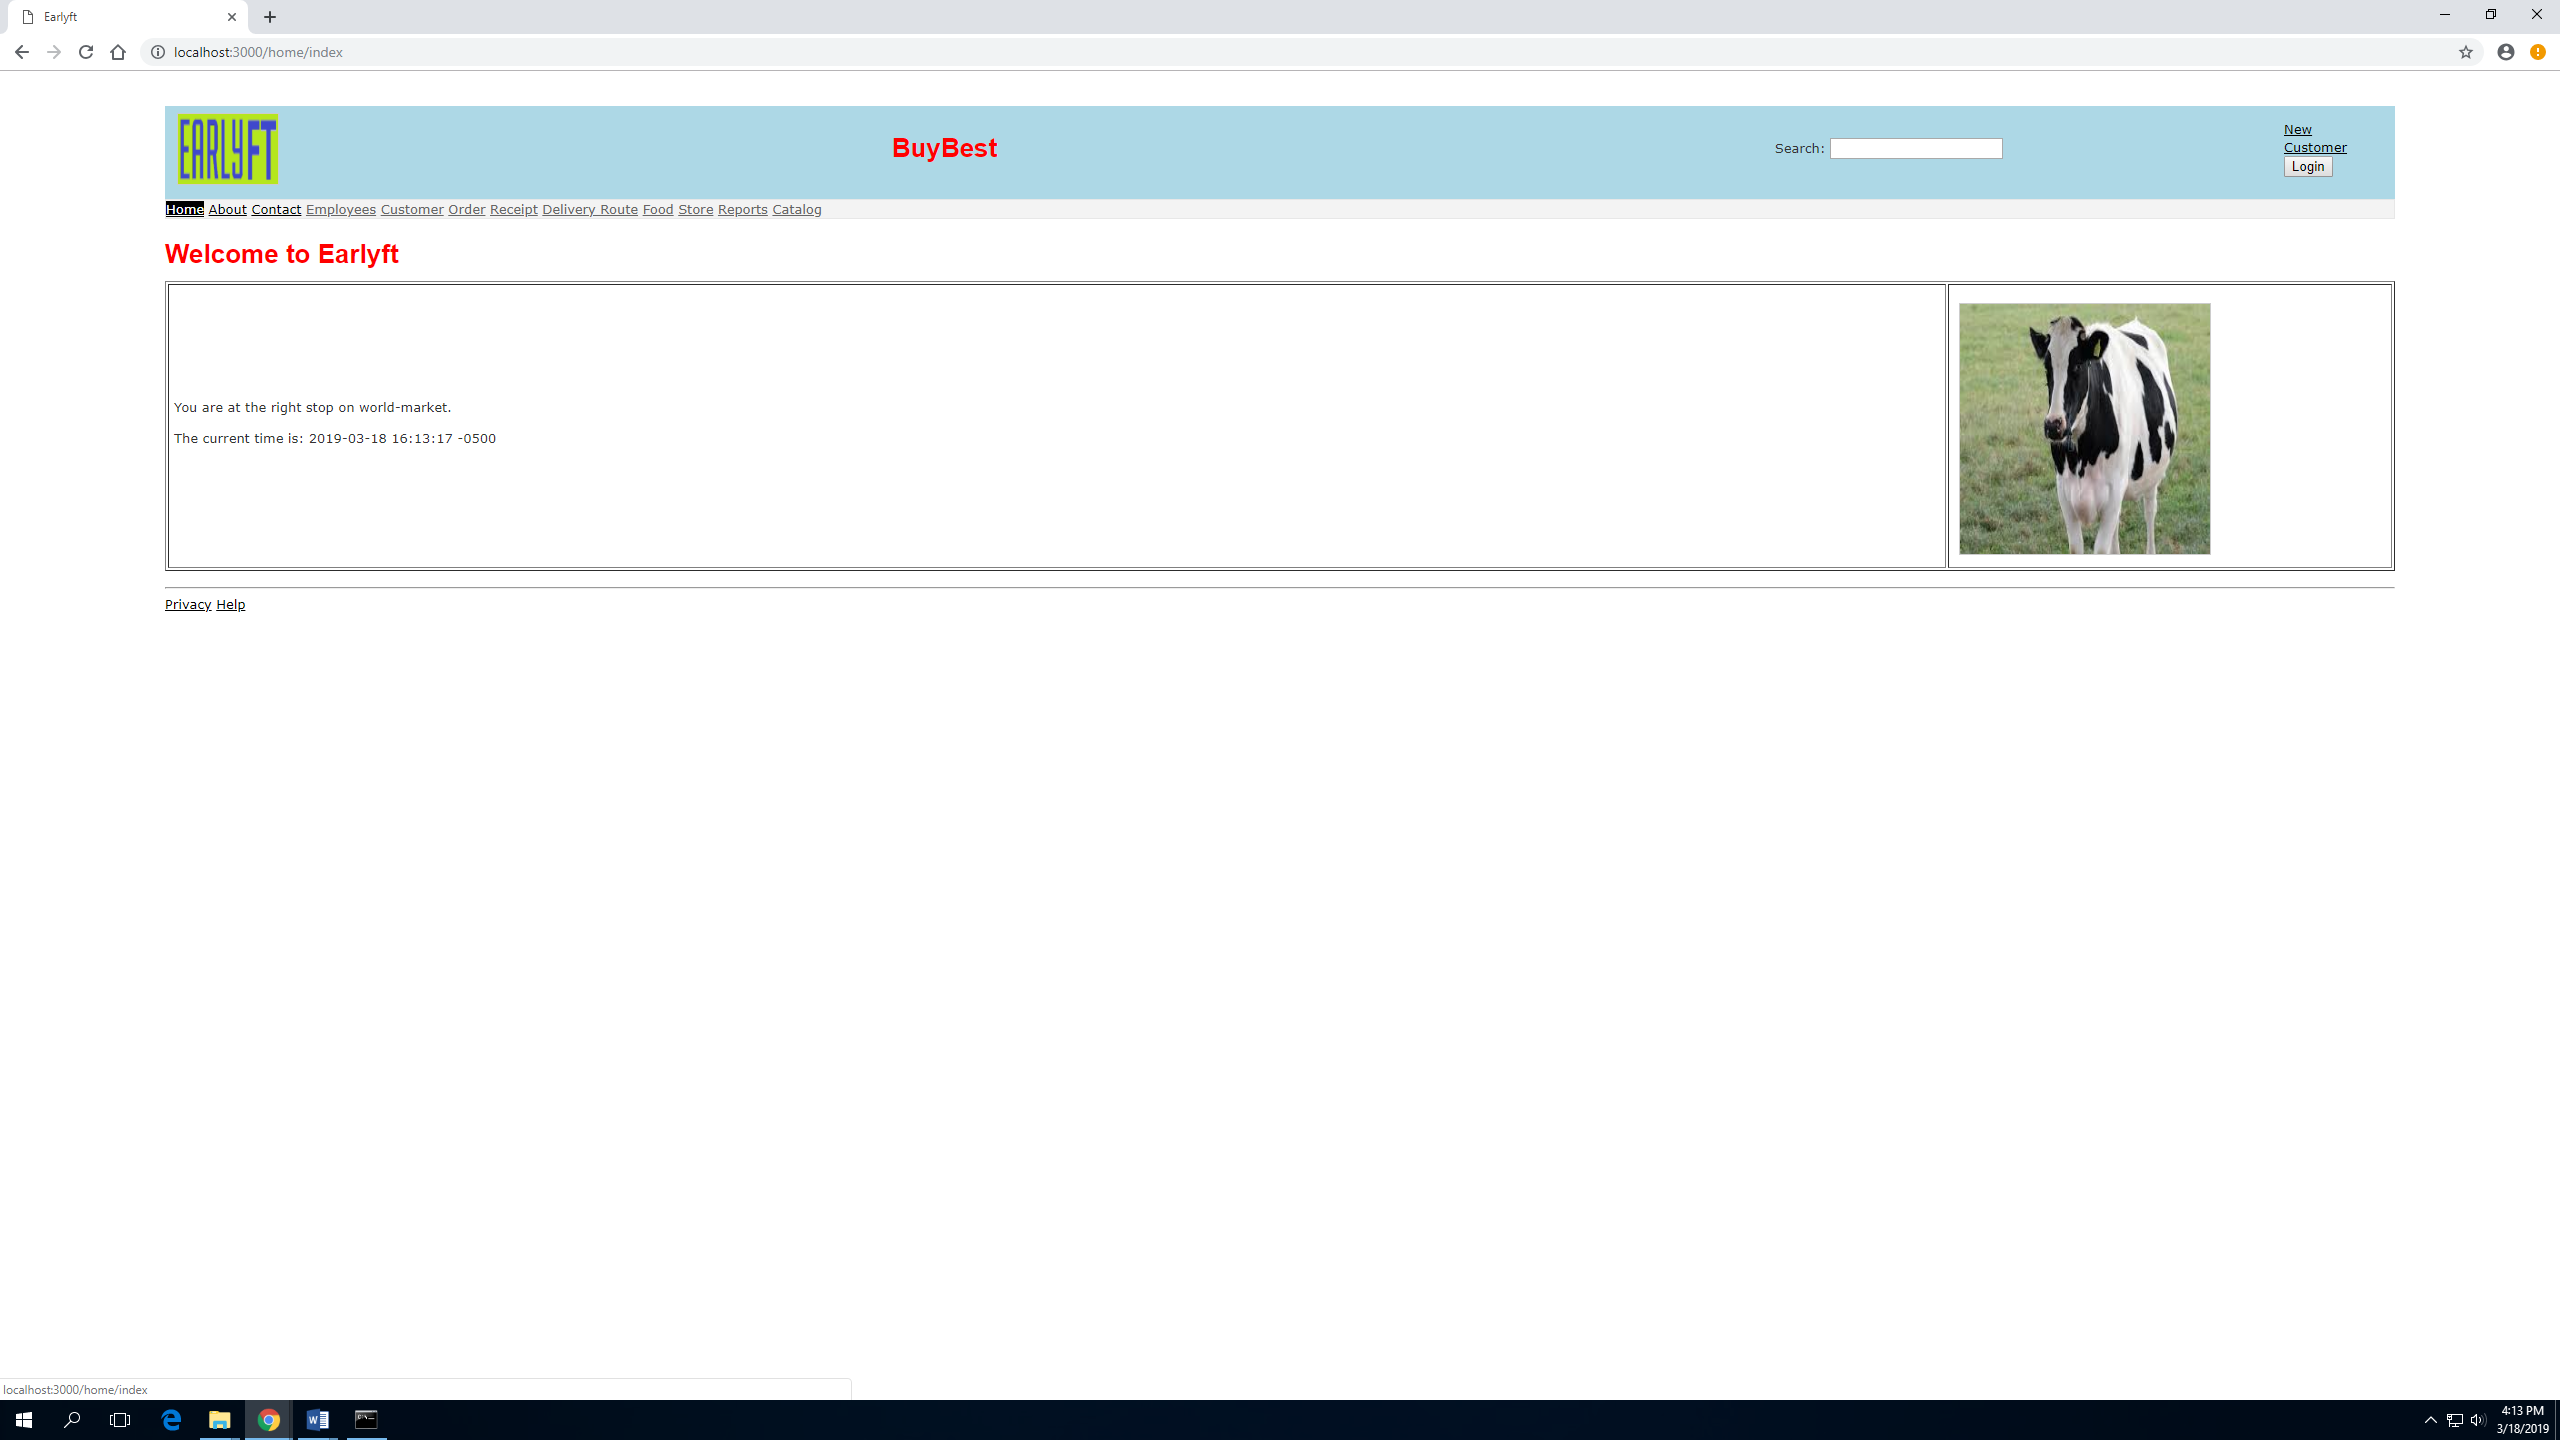 Earlyft
localhost:3000/home/index
EARLYFT
BuyBest
Search:
New
Customer
Login
Home About Contact Employees Customer Order Receipt Delivery Route Food Store Reports Catalog
Welcome to Earlyft
You are at the right stop on world-market.
The current time is: 2019-03-18 16:13:17 -0500
Privacy Help
localhost:3000/home/index
4:13 PM
3/18/2019